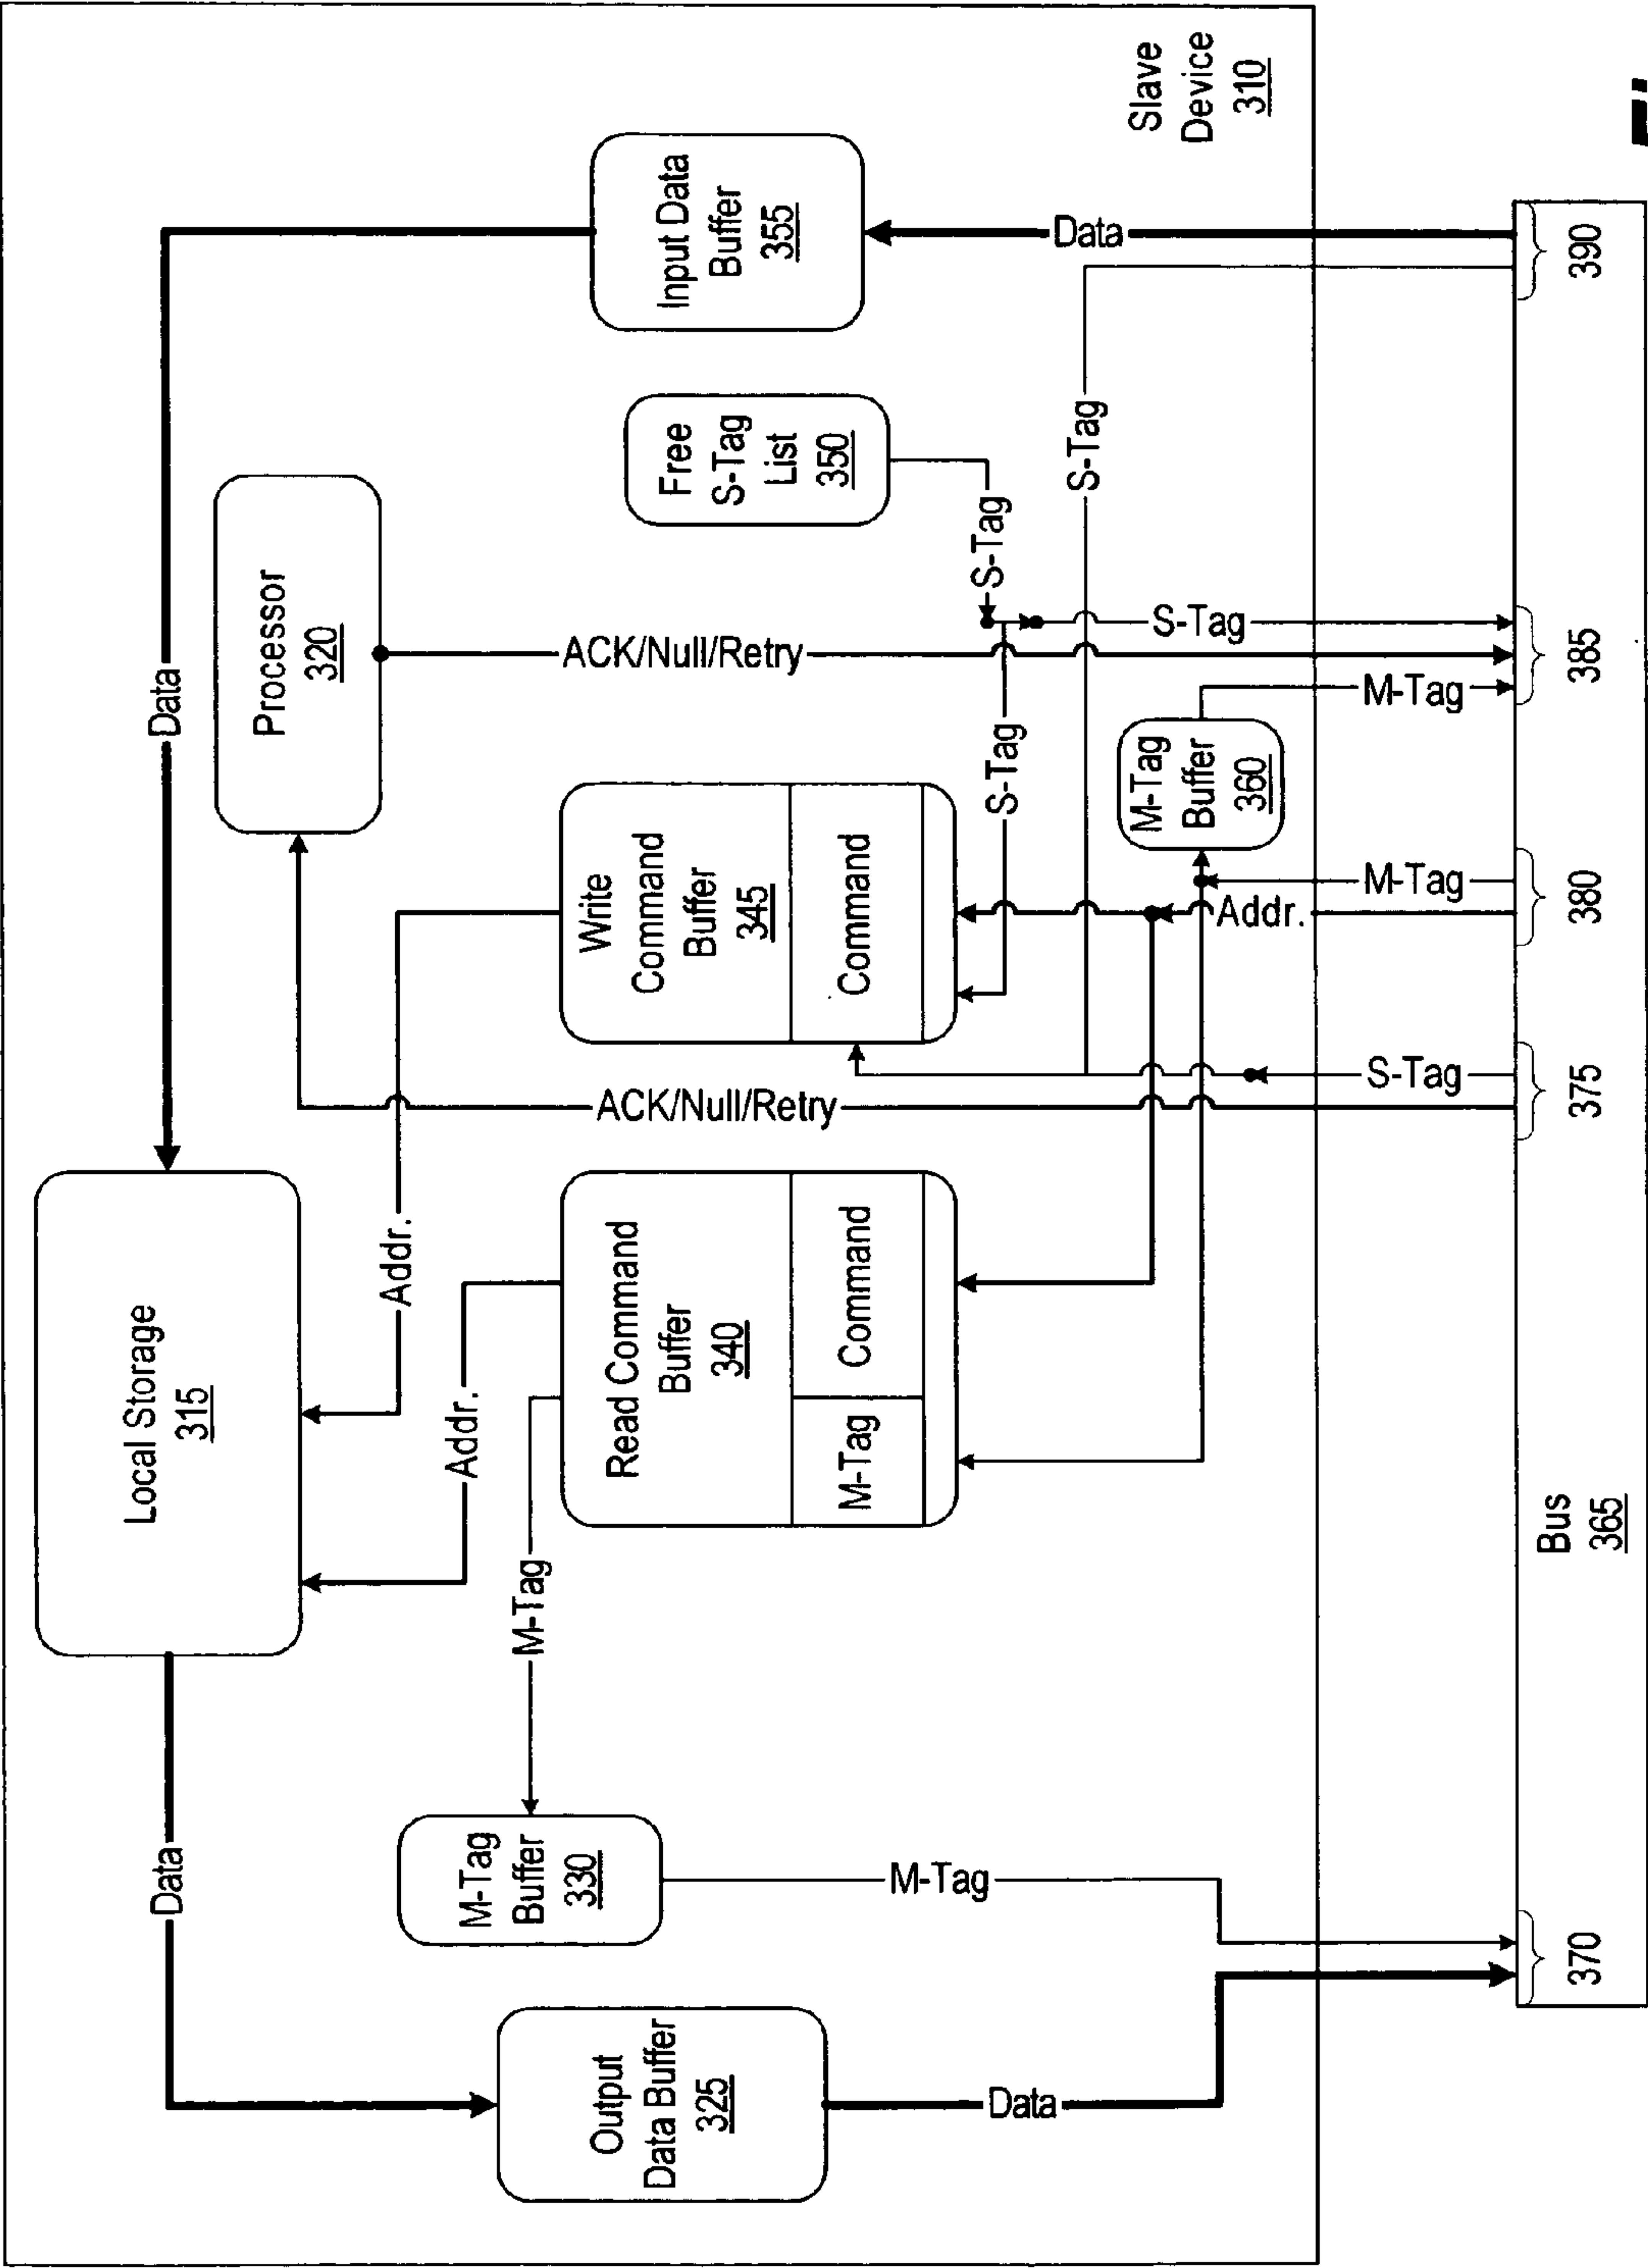 Data
Data
Local Storage
315
Processor
320
Addr.
Addr.
M-Tag
M-Tag
Buffer
330
Output
Data Buffer
325
Read Command
Buffer
340
M-Tag
Command
ACK/Null/Retry
Write
Command
Buffer
345
Command
ACK/Null/Retry
Free
S-Tag
List
350
Input Data
Buffer
355
M-Tag
Data
S-Tag
S-Tag
S-Tag
Data
M-Tag
Buffer
360
S-Tag
Addr.
Slave
Device
310
S-Tag
M-Tag
M-Tag
370
375
380
385
390
Bus
365